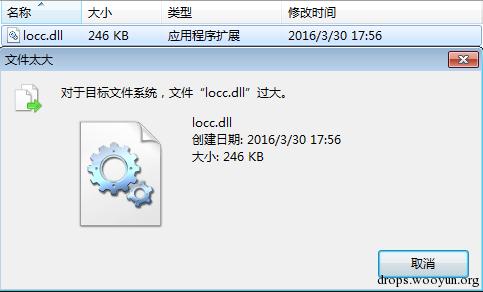 名称 大小 类型 修改时间
locc.dll 246 KB 应用程序扩展 2016/3/30 17:56
文件太大
对于目标文件系统，文件“locc.dll”过大。
locc.dll
创建日期: 2016/3/30 17:56
大小: 246 KB
取消
drops.wooyun.org